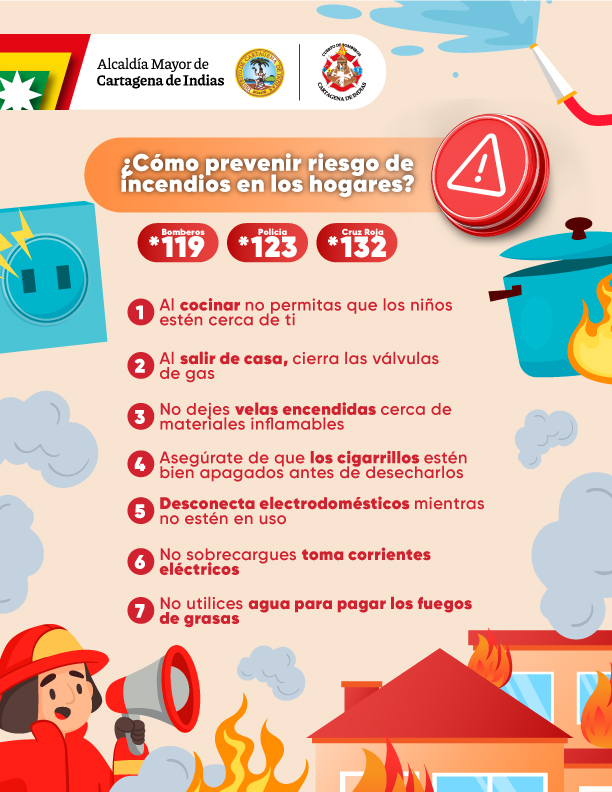 Alcaldía Mayor de
Cartagena de Indias
CUERPO DE BOMBEROS
CARTAGENA DE INDIAS
¿Cómo prevenir riesgo de
incendios en los hogares?
Bomberos
*119
Policía
*123
Cruz Roja
*132
1 Al cocinar no permitas que los niños
estén cerca de ti
2 Al salir de casa, cierra las válvulas
de gas
3 No dejes velas encendidas cerca de
materiales inflamables
4 Asegúrate de que los cigarrillos estén
bien apagados antes de desecharlos
5 Desconecta electrodomésticos mientras
no estén en uso
6 No sobrecargues toma corrientes
eléctricos
7 No utilices agua para pagar los fuegos
de grasas